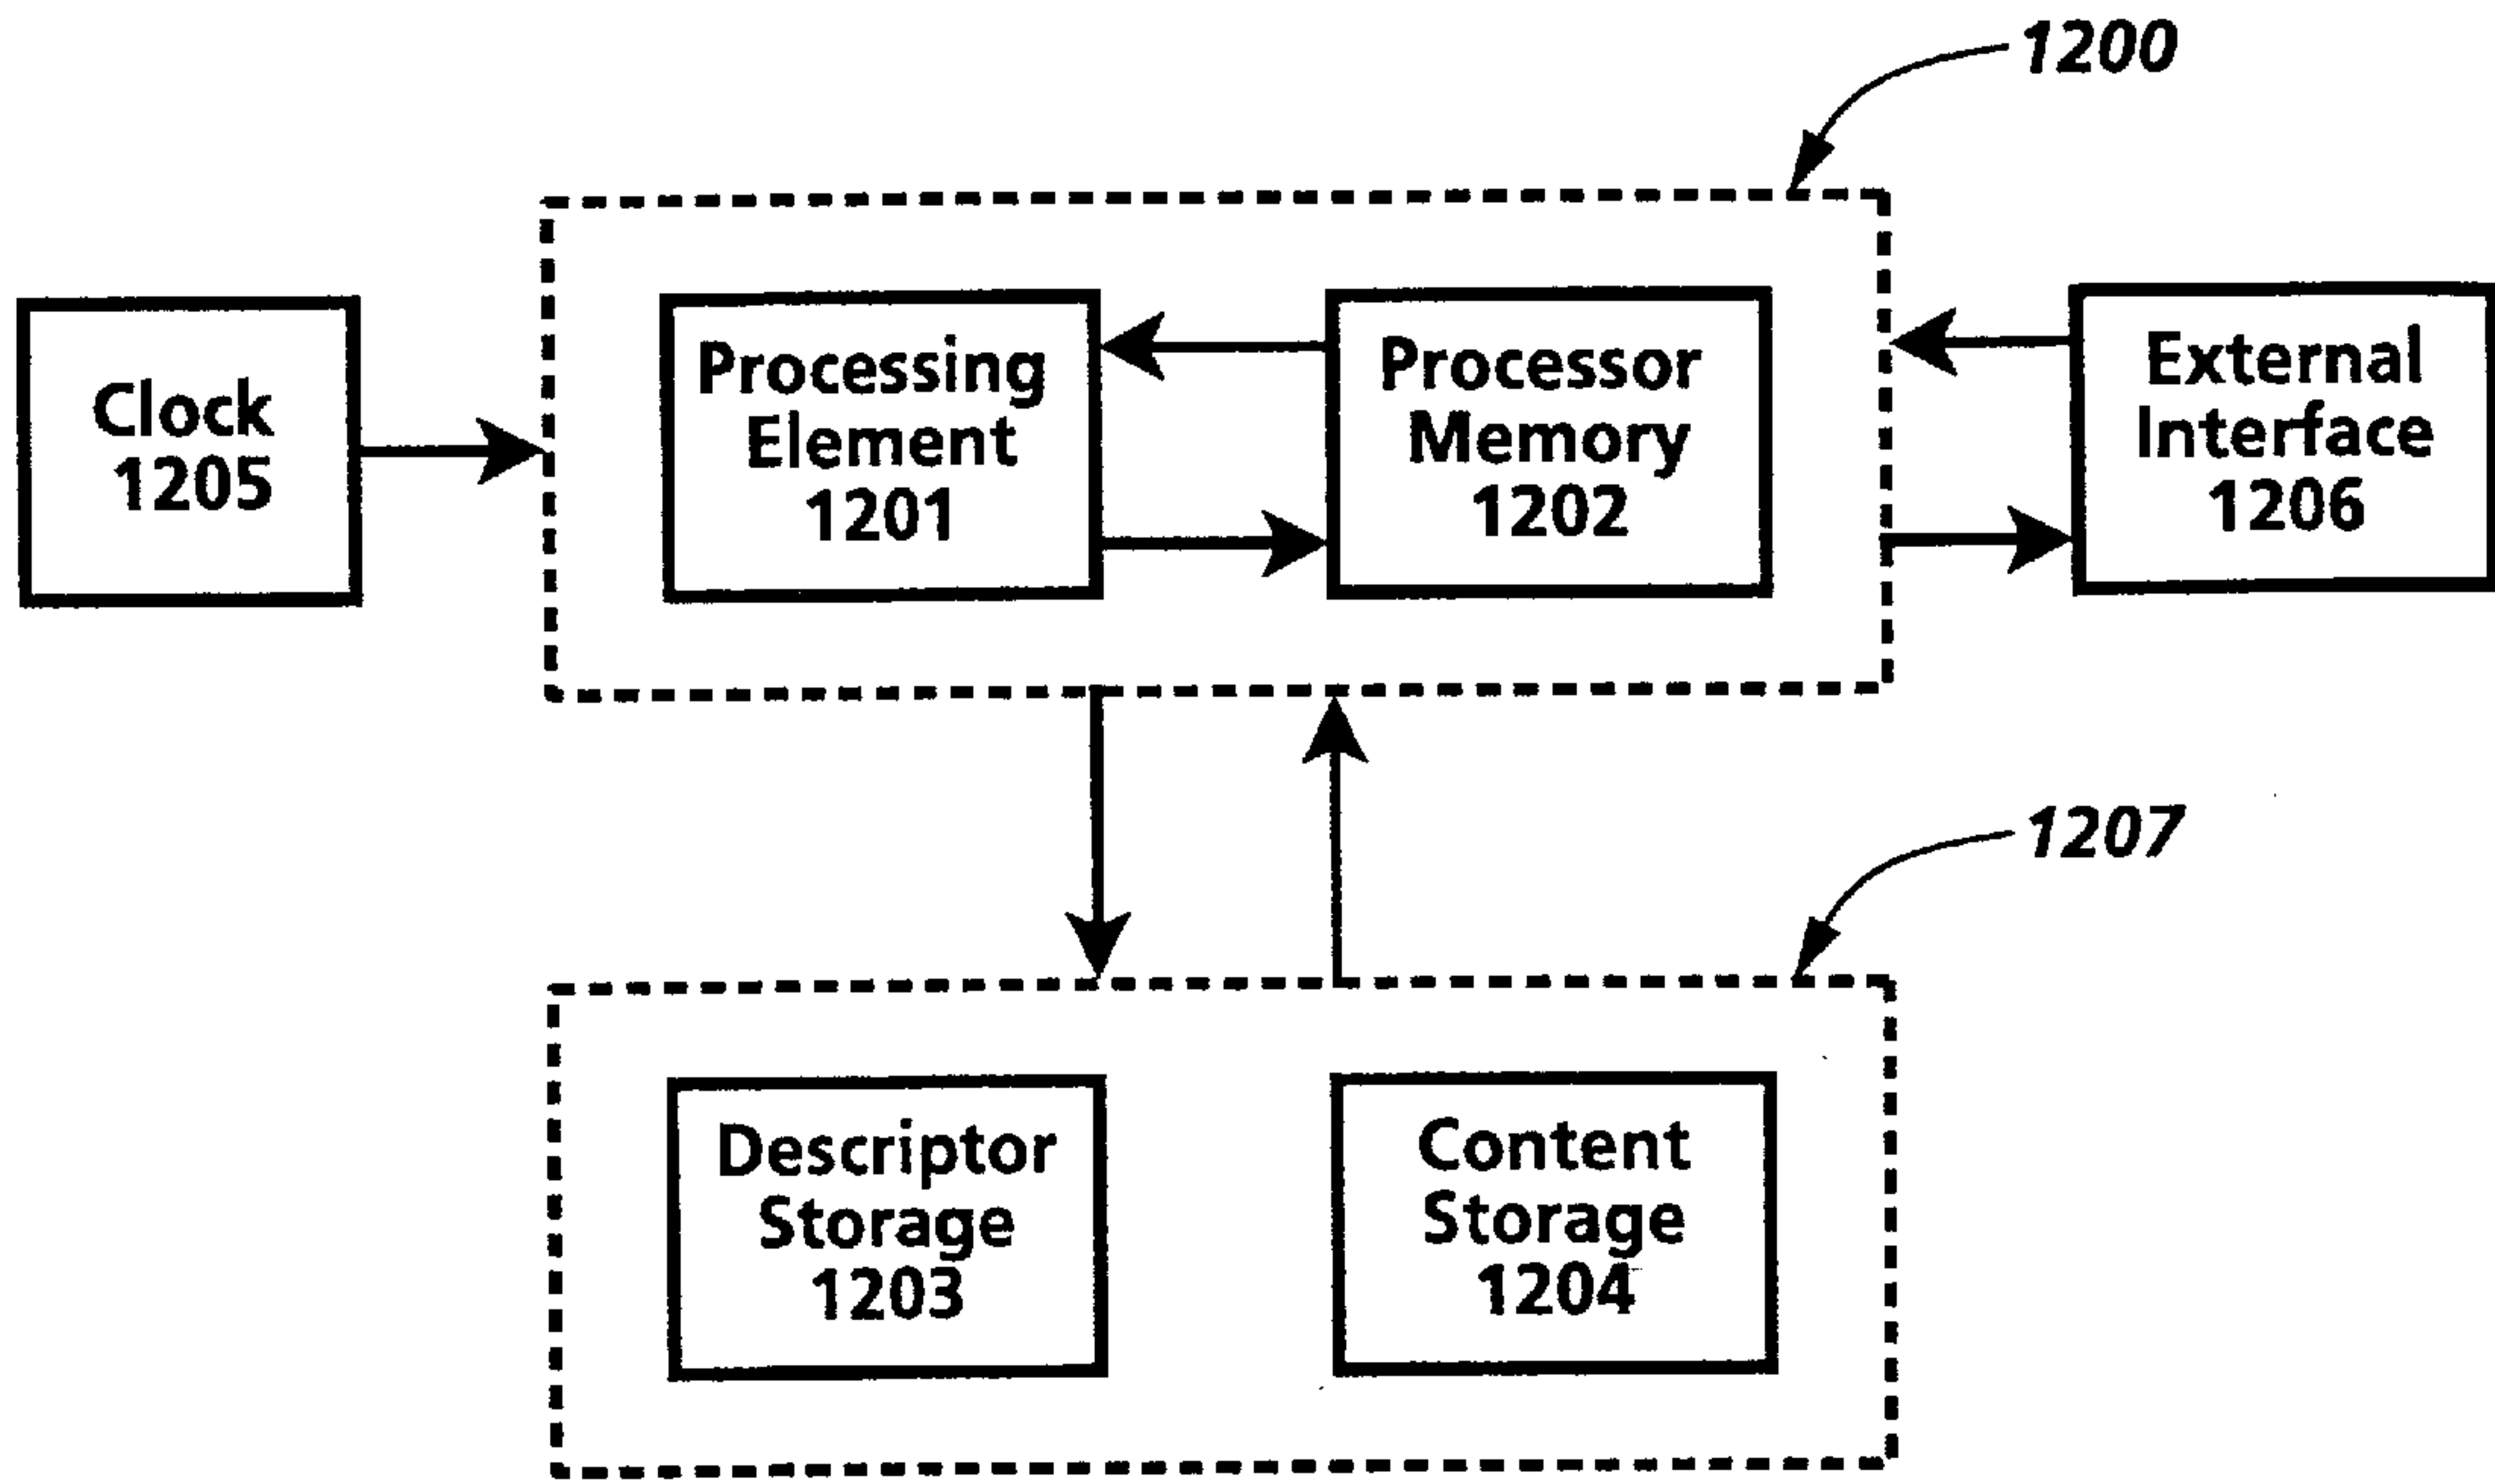 1200
Clock
1205
Processing
Element
1201
Processor
Memory
1202
External
Interface
1206
1207
Descriptor
Storage
1203
Content
Storage
1204